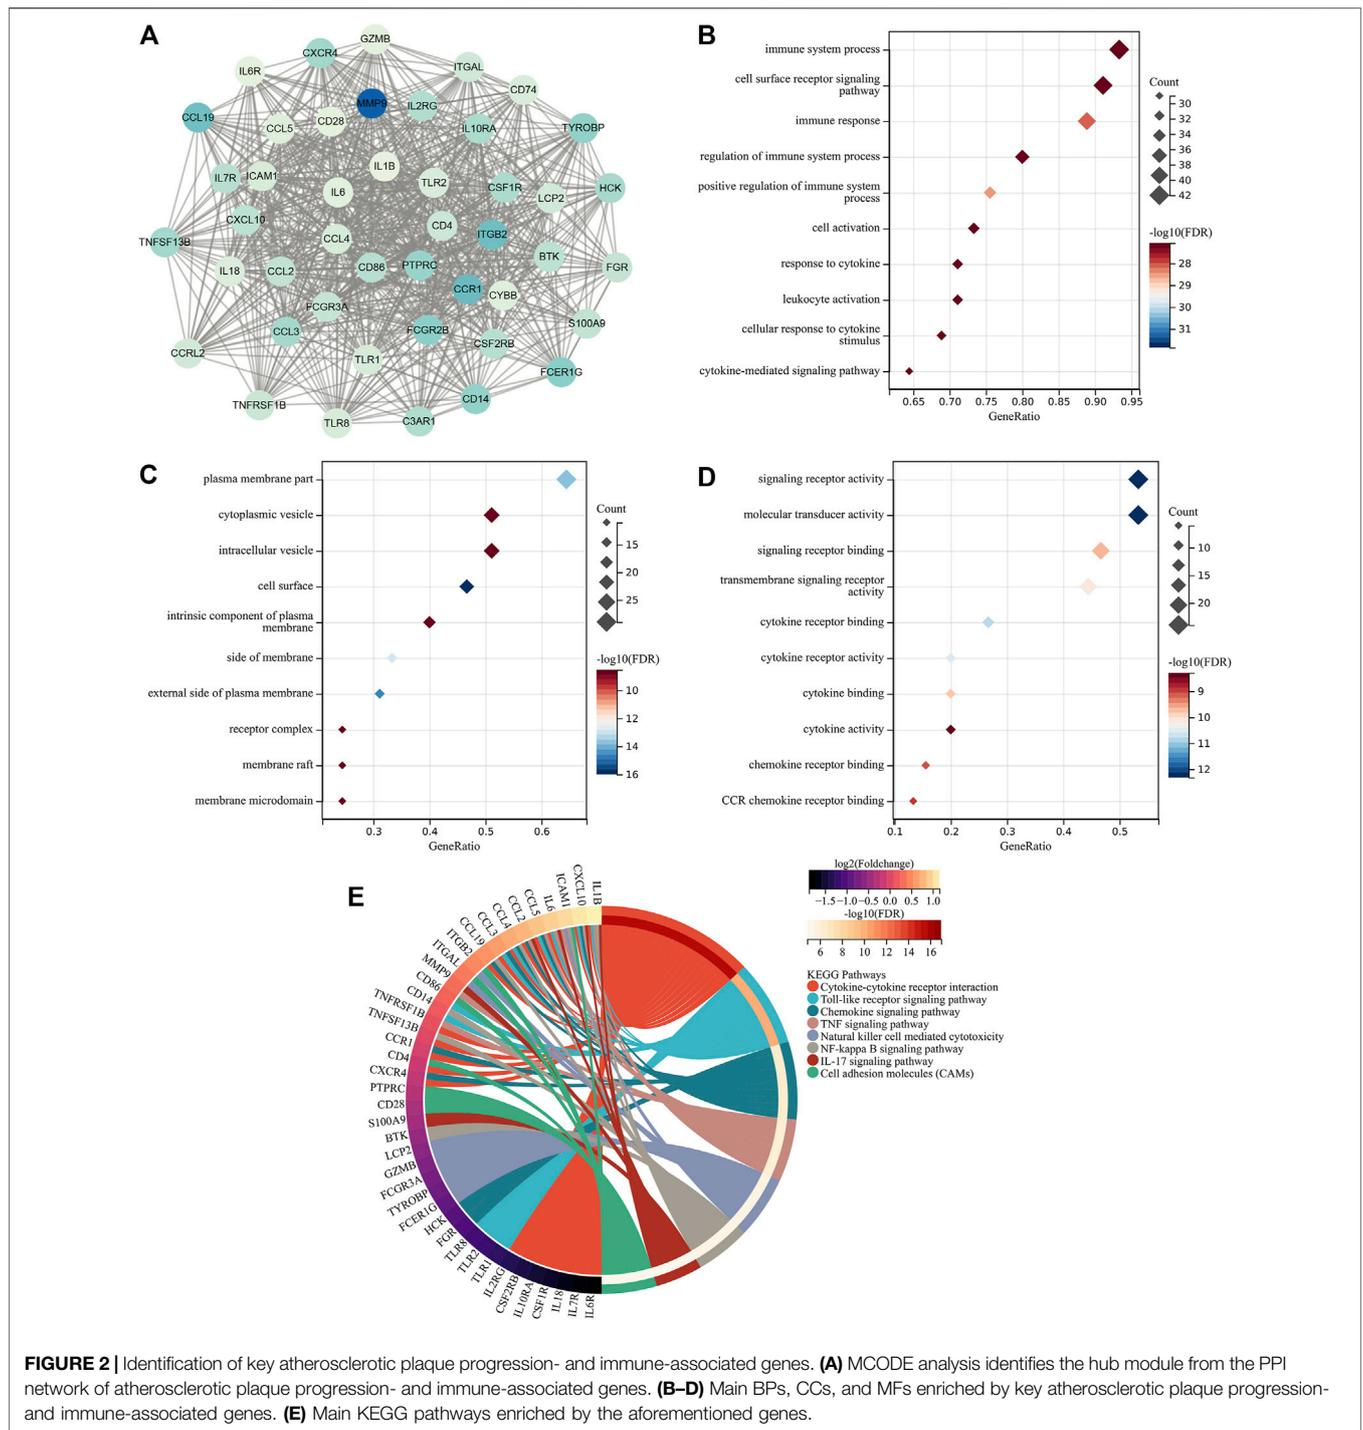 A
GZMB
CXCR4
ITGAL
IL6R
CD74
MMP9
IL2RG
CCL19
CD28
CCL5
IL10RA
TYROBP
IL1B
IL7R
ICAM1
TLR2
CSF1R
HCK
IL6
LCP2
CXCL10
CD4
ITGB2
TNFSF13B
CCL4
BTK
IL18
CCL2
CD86
PTPRC
FGR
CCR1
CYBB
FCGR3A
S100A9
CCL3
FCGR2B
CSF2RB
CCRL2
TLR1
FCER1G
TNFRSF1B
CD14
TLR8
C3AR1
B
immune system process
cell surface receptor signaling
pathway
immune response
regulation of immune system process
positive regulation of immune system
process
cell activation
response to cytokine
leukocyte activation
cellular response to cytokine
stimulus
cytokine-mediated signaling pathway
0.65 0.70 0.75 0.80 0.85 0.90 0.95
GeneRatio
Count
30
32
34
36
38
40
42
-log10(FDR)
28
29
30
31
C
plasma membrane part
cytoplasmic vesicle
intracellular vesicle
cell surface
intrinsic component of plasma
membrane
side of membrane
external side of plasma membrane
receptor complex
membrane raft
membrane microdomain
0.3 0.4 0.5 0.6
GeneRatio
Count
15
20
25
-log10(FDR)
10
12
14
16
D
signaling receptor activity
molecular transducer activity
signaling receptor binding
transmembrane signaling receptor
activity
cytokine receptor binding
cytokine receptor activity
cytokine binding
cytokine activity
chemokine receptor binding
CCR chemokine receptor binding
0.1 0.2 0.3 0.4 0.5
GeneRatio
Count
10
15
20
-log10(FDR)
9
10
11
12
E
IL1B
CXCL10
ICAM1
IL6
CCL5
CCL2
CCL4
CCL3
CCL19
ITGB2
ITGAL
MMP9
CD86
CD14
TNFRSF1B
TNFSF13B
CCR1
CD4
CXCR4
PTPRC
CD28
S100A9
BTK
LCP2
GZMB
FCGR3A
TYROBP
FCER1G
HCK
FGR
TLR8
TLR2
TLR1
IL2RG
CSF2RB
IL10RA
CSF1R
IL18
IL7R
IL6R
log2(Foldchange)
−1.5 −1.0 −0.5 0.0 0.5 1.0
-log10(FDR)
6 8 10 12 14 16
KEGG Pathways
Cytokine-cytokine receptor interaction
Toll-like receptor signaling pathway
Chemokine signaling pathway
TNF signaling pathway
Natural killer cell mediated cytotoxicity
NF-kappa B signaling pathway
IL-17 signaling pathway
Cell adhesion molecules (CAMs)
FIGURE 2 | Identification of key atherosclerotic plaque progression- and immune-associated genes. (A) MCODE analysis identifies the hub module from the PPI
network of atherosclerotic plaque progression- and immune-associated genes. (B–D) Main BPs, CCs, and MFs enriched by key atherosclerotic plaque progression-
and immune-associated genes. (E) Main KEGG pathways enriched by the aforementioned genes.